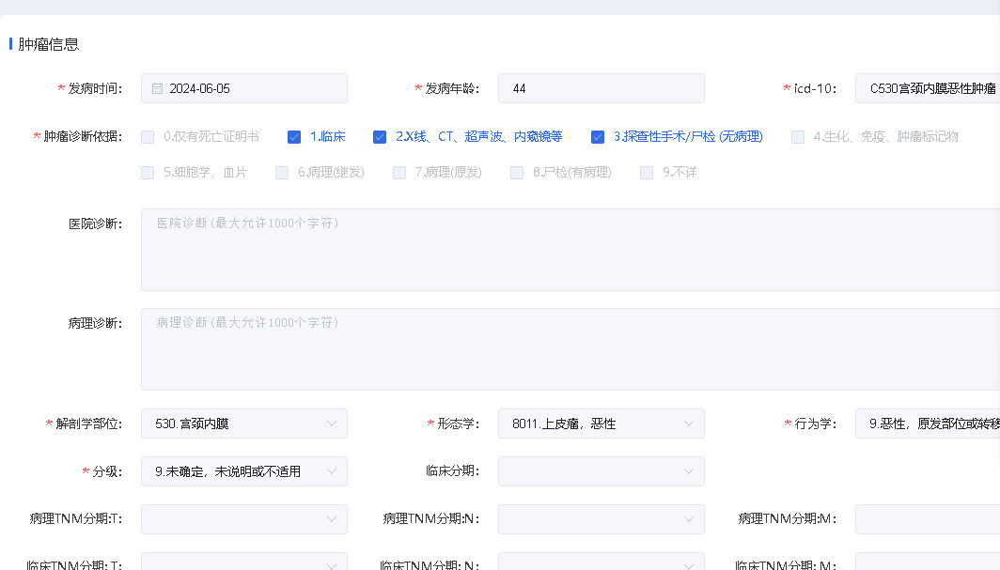 肿瘤信息
* 发病时间: 2024-06-05 * 发病年龄: 44 * icd-10: C530宫颈内膜恶性肿瘤
* 肿瘤诊断依据: 0.仅有死亡证明书 1.临床 2.X线、CT、超声波、内窥镜等 3.探查性手术/尸检 (无病理) 4.生化、免疫、肿瘤标记物
5.细胞学、血片 6.病理(继发) 7.病理(原发) 8.尸检(有病理) 9.不详
医院诊断: 医院诊断(最大允许1000个字符)
病理诊断: 病理诊断(最大允许1000个字符)
* 解剖学部位: 530.宫颈内膜 * 形态学: 8011.上皮瘤，恶性 * 行为学: 9.恶性，原发部位或转移
* 分级: 9.未确定，未说明或不适用 临床分期:
病理TNM分期:T: 病理TNM分期:N: 病理TNM分期:M:
临床TNM分期: T: 临床TNM分期: N: 临床TNM分期: M: